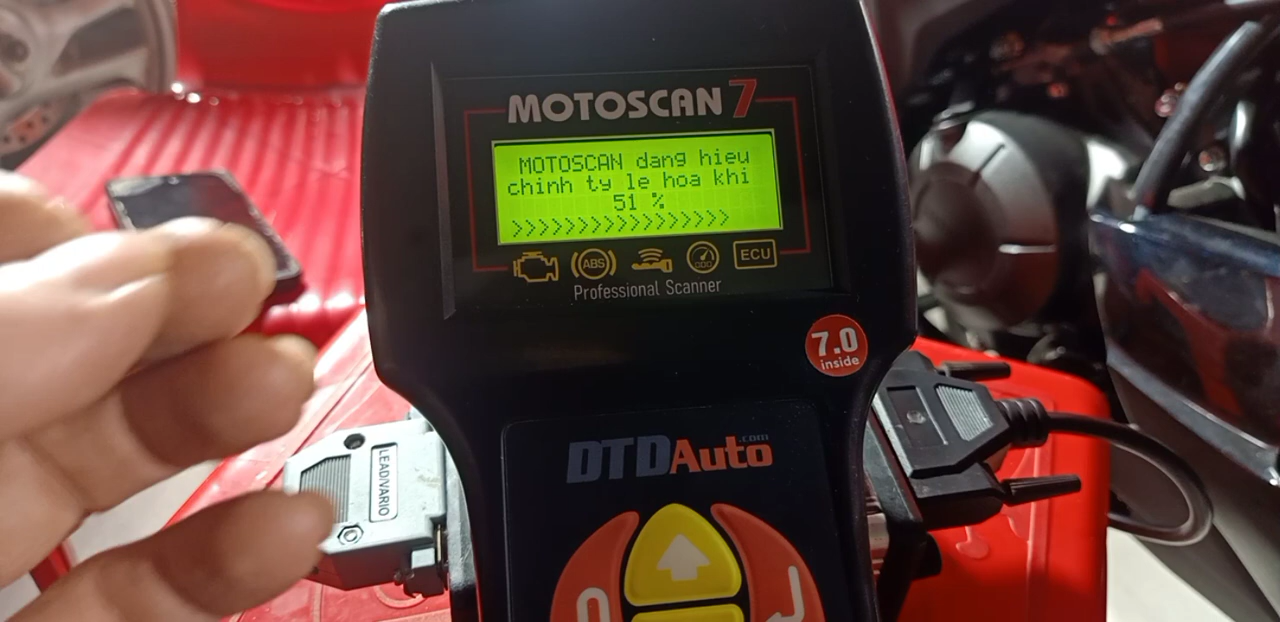 MOTOSCAN 7
MOTOSCAN dang hieu
chinh ty le hoa khi
51 %
>>>>>>>>>>>>>>>>
ABS
ODO
ECU
Professional Scanner
7.0
inside
DTDAuto.com
LEAD/VARIO